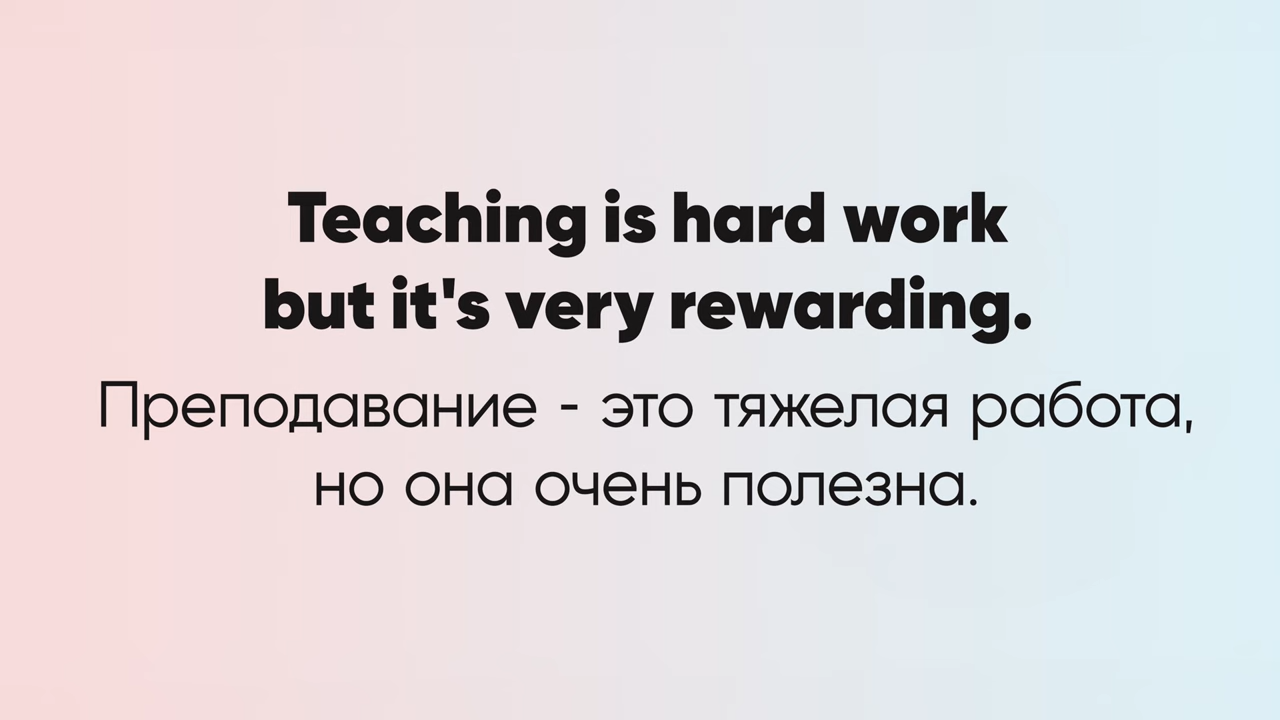 Teaching is hard work
but it's very rewarding.
Преподавание - это тяжелая работа,
но она очень полезна.